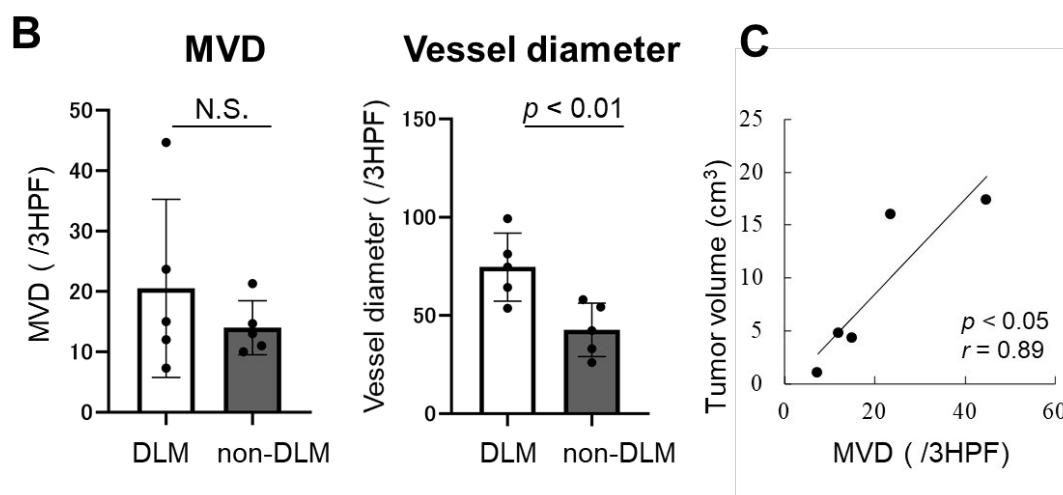 B
MVD
MVD ( /3HPF)
50
40
30
20
10
0
N.S.
DLM non-DLM
Vessel diameter
Vessel diameter ( /3HPF)
150
100
50
0
p < 0.01
DLM non-DLM
C
Tumor volume (cm³)
25
20
15
10
5
0
p < 0.05
r = 0.89
0 20 40 60
MVD ( /3HPF)